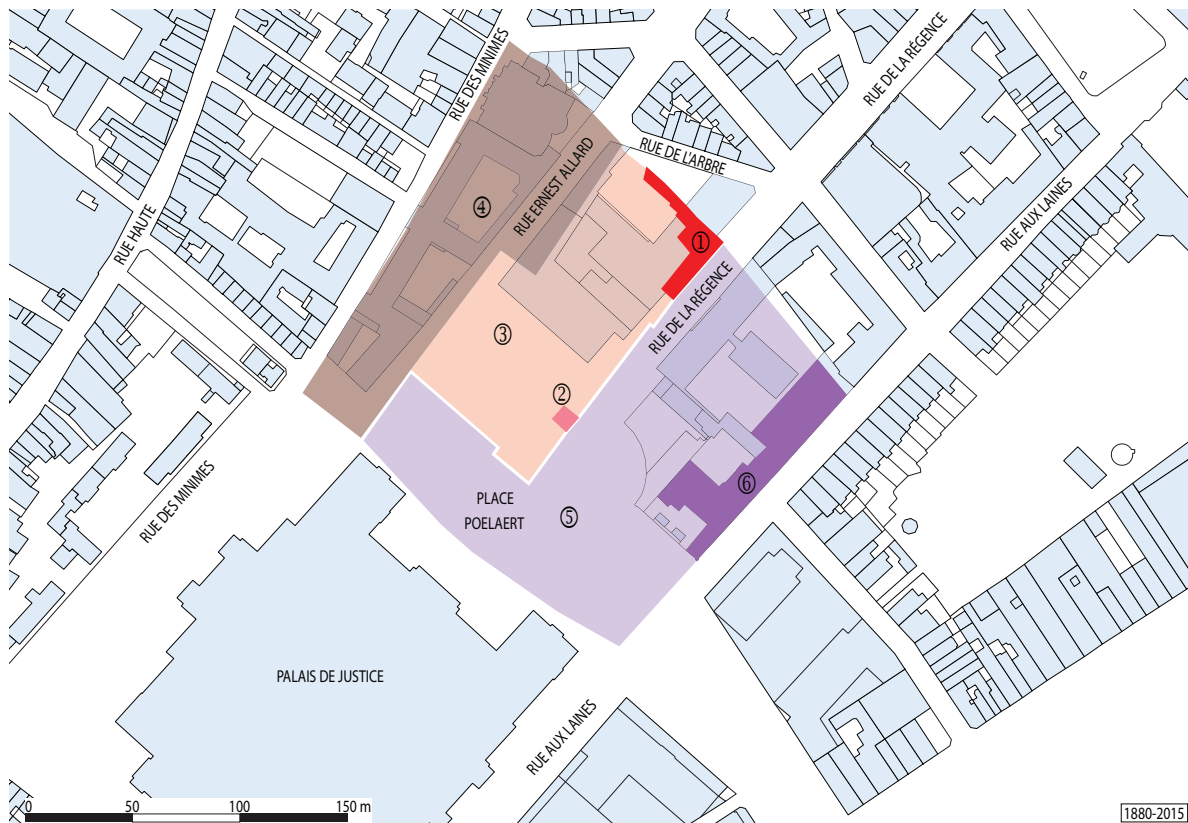 RUE DES MINIMES
RUE DE LA RÉGENCE
RUE DE L'ARBRE
RUE ERNEST ALLARD
RUE HAUTE
④
RUE AUX LAINES
①
RUE DE LA RÉGENCE
③
②
⑥
RUE DES MINIMES
PLACE
POELAERT
⑤
PALAIS DE JUSTICE
RUE AUX LAINES
0 50 100 150 m
1880-2015